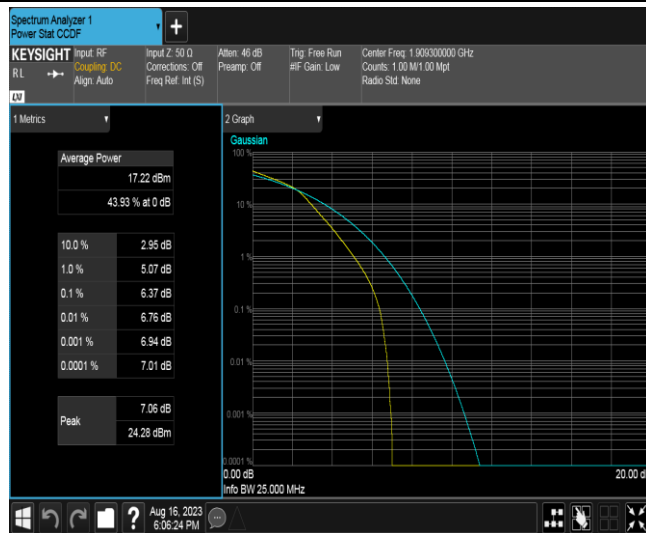 Spectrum Analyzer 1
Power Stat CCDF
+
KEYSIGHT
RL
LXI
Input: RF
Coupling: DC
Align: Auto
Input Z: 50 Ω
Corrections: Off
Freq Ref: Int (S)
Atten: 46 dB
Preamp: Off
Trig: Free Run
#IF Gain: Low
Center Freq: 1.909300000 GHz
Counts: 1.00 M/1.00 Mpt
Radio Std: None
1 Metrics
Average Power
17.22 dBm
43.93 % at 0 dB
10.0 % 2.95 dB
1.0 % 5.07 dB
0.1 % 6.37 dB
0.01 % 6.76 dB
0.001 % 6.94 dB
0.0001 % 7.01 dB
Peak
7.06 dB
24.28 dBm
2 Graph
Gaussian
100 %
10 %
1 %
0.1 %
0.01 %
0.001 %
0.0001 %
0.00 dB
20.00 d
Info BW 25.000 MHz
?
Aug 16, 2023
6:06:24 PM